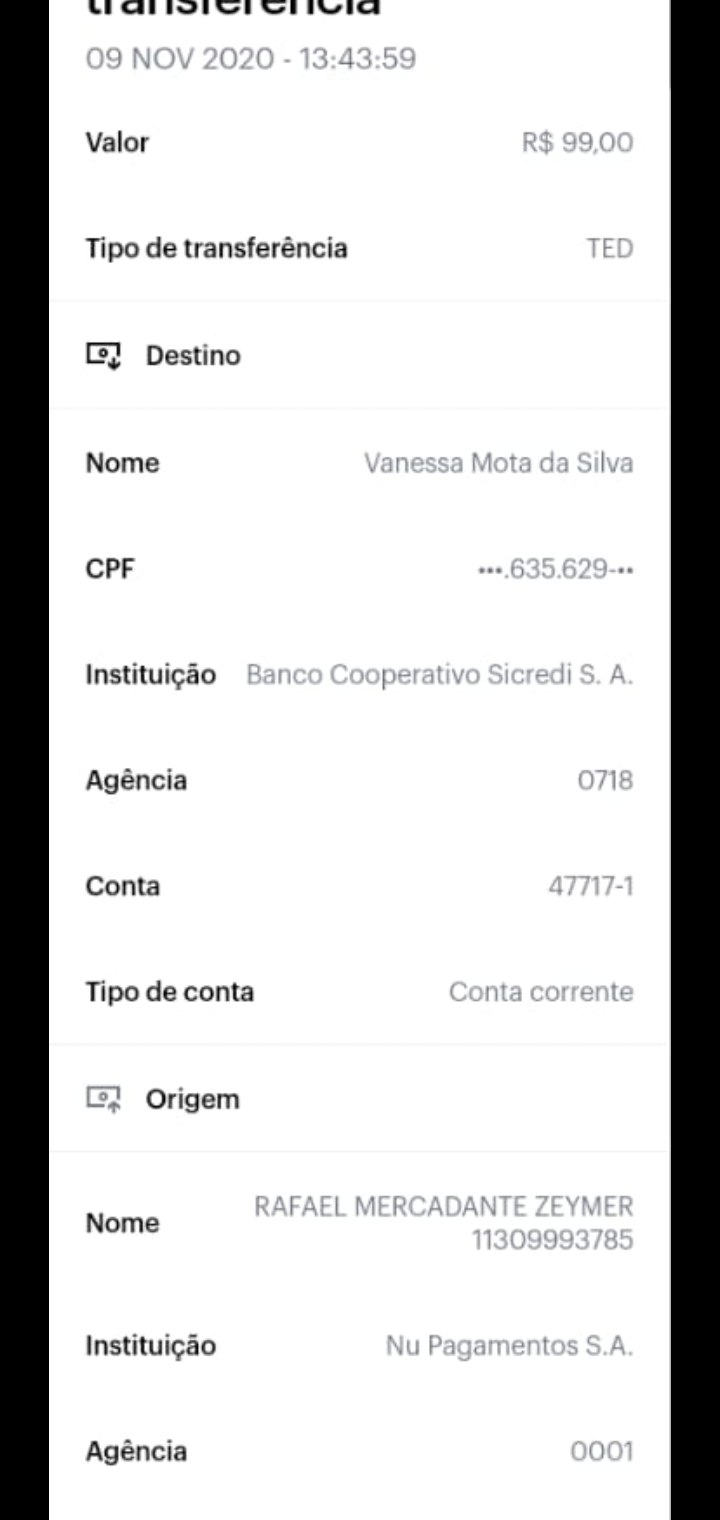 transferência
09 NOV 2020 - 13:43:59
Valor R$ 99,00
Tipo de transferência TED
Destino
Nome Vanessa Mota da Silva
CPF •••.635.629-••
Instituição Banco Cooperativo Sicredi S. A.
Agência 0718
Conta 47717-1
Tipo de conta Conta corrente
Origem
Nome RAFAEL MERCADANTE ZEYMER
11309993785
Instituição Nu Pagamentos S.A.
Agência 0001